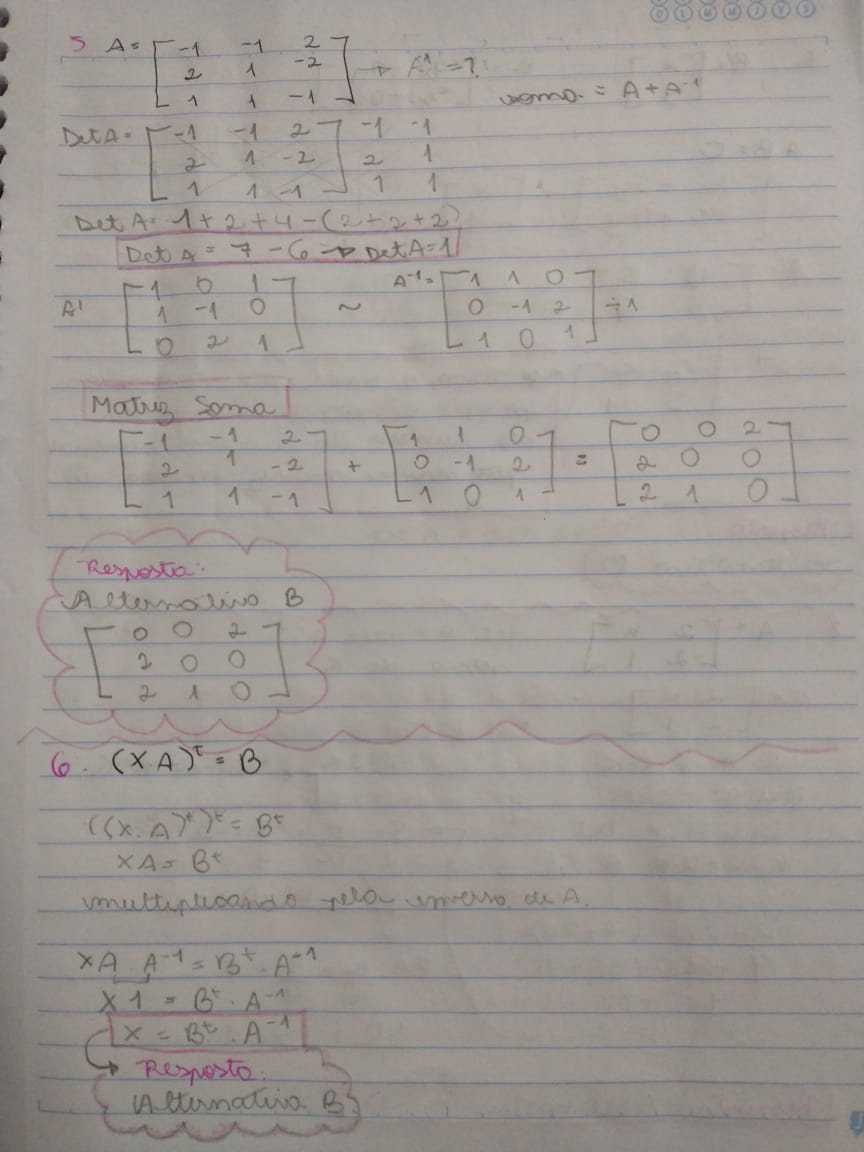 D S T Q Q S S
5 A= [-1 -1 2
2 1 -2
1 1 -1] → A¹ =?
soma. = A+A⁻¹
Det A= [-1 -1 2] -1 -1
[2 1 -2] 2 1
[1 1 -1] 1 1
Det A= 1+2+4-(2+2+2)
Det A = 7-6 → Det A=1
A' [1 0 1
1 -1 0
0 2 1] ~ A⁻¹= [1 1 0
0 -1 2
1 0 1] ÷1
Matriz Soma
[-1 -1 2] + [1 1 0] = [0 0 2]
[2 1 -2] [0 -1 2] [2 0 0]
[1 1 -1] [1 0 1] [2 1 0]
Resposta:
Alternativa B
[0 0 2]
[2 0 0]
[2 1 0]
6. (XA)ᵗ = B
((X.A)ᵗ)ᵗ = Bᵗ
XA = Bᵗ
multiplicando pela inversa de A.
XA . A⁻¹ = Bᵗ . A⁻¹
X 1 = Bᵗ . A⁻¹
X = Bᵗ . A⁻¹
Resposta:
Alternativa B.